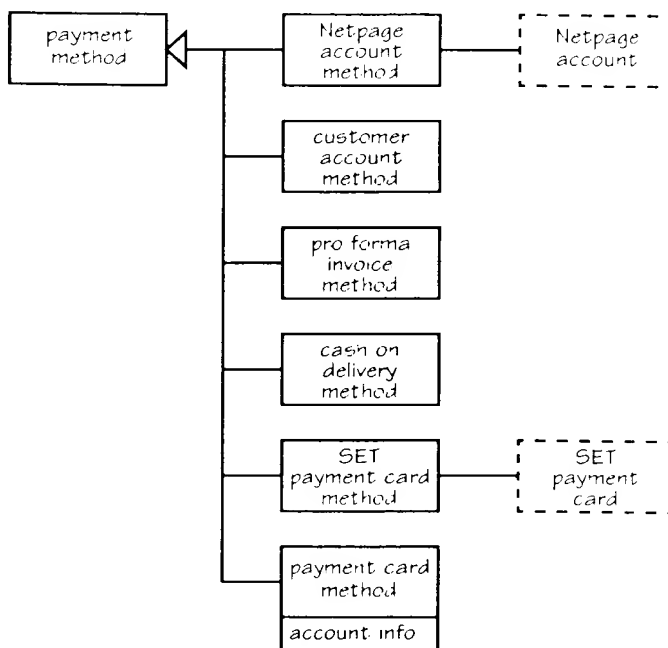 payment
method
Netpage
account
method
Netpage
account
customer
account
method
pro forma
invoice
method
cash on
delivery
method
SET
payment card
method
SET
payment
card
payment card
method
account info